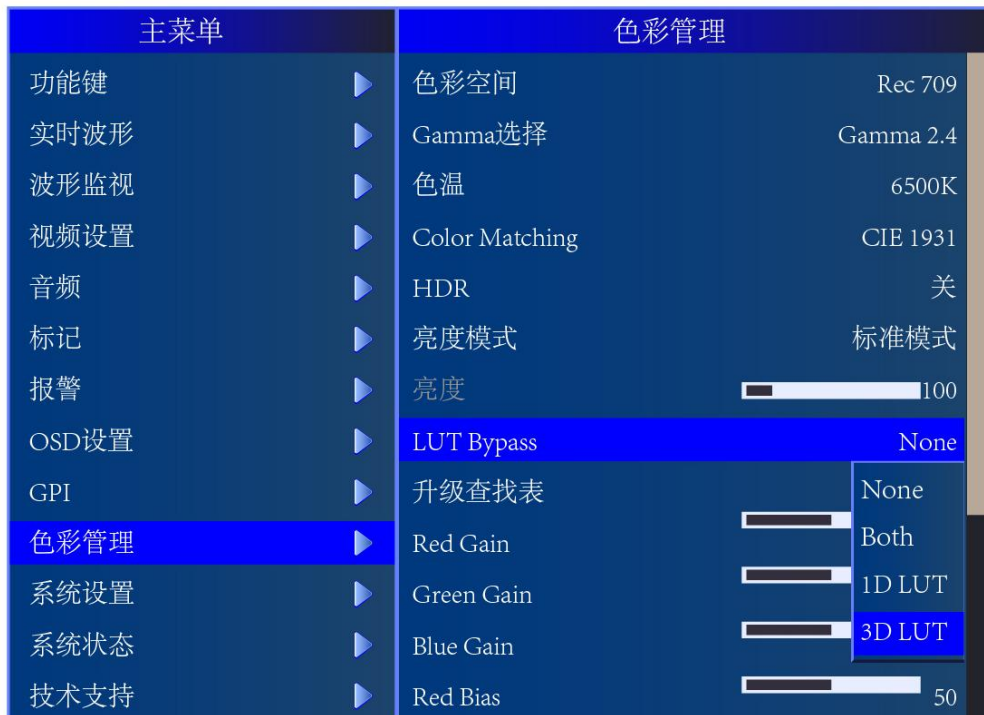 主菜单
功能键
实时波形
波形监视
视频设置
音频
标记
报警
OSD设置
GPI
色彩管理
系统设置
系统状态
技术支持
色彩管理
色彩空间 Rec 709
Gamma选择 Gamma 2.4
色温 6500K
Color Matching CIE 1931
HDR 关
亮度模式 标准模式
亮度 100
LUT Bypass None
升级查找表
Red Gain
Green Gain
Blue Gain
Red Bias 50
None
Both
1D LUT
3D LUT